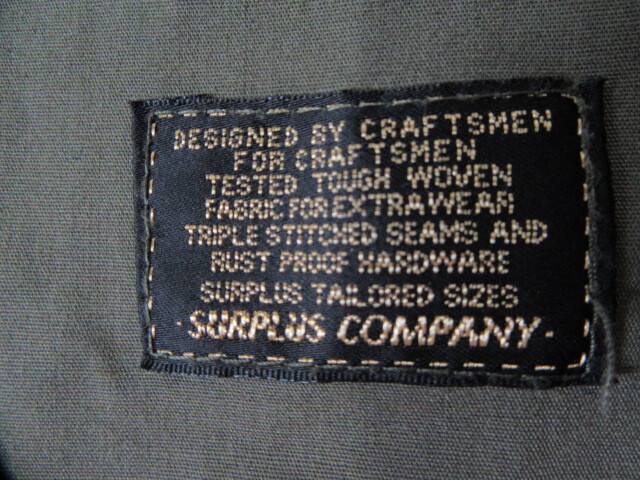 DESIGNED BY CRAFTSMEN
FOR CRAFTSMEN
TESTED TOUGH WOVEN
FABRIC FOR EXTRA WEAR
TRIPLE STITCHED SEAMS AND
RUST PROOF HARDWARE
SURPLUS TAILORED SIZES
·SURPLUS COMPANY·